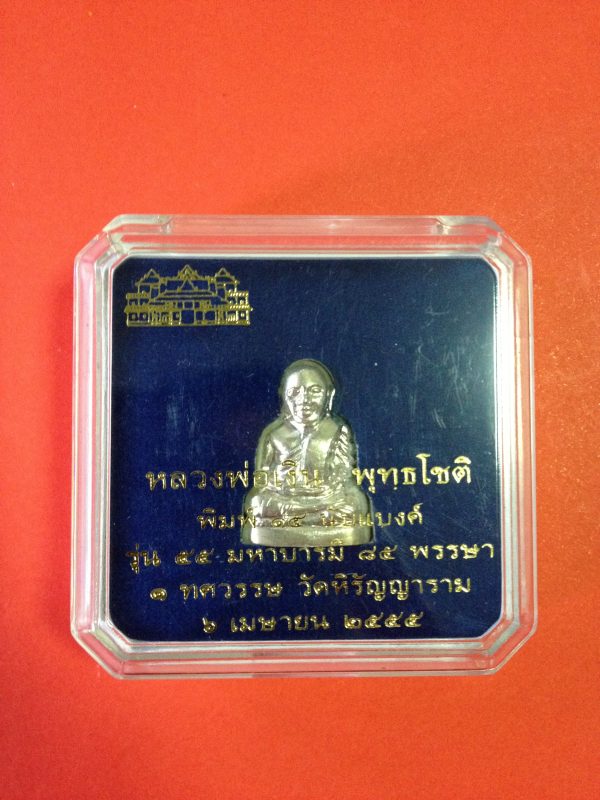 หลวงพ่อเงิน พุทฺธโชติ
พิมพ์ ๑๕
รุ่น ๕๕ มหาบารมี ๘๕ พรรษา
๑ ทศวรรษ วัดหิรัญญาราม
๖ เมษายน ๒๕๕๕